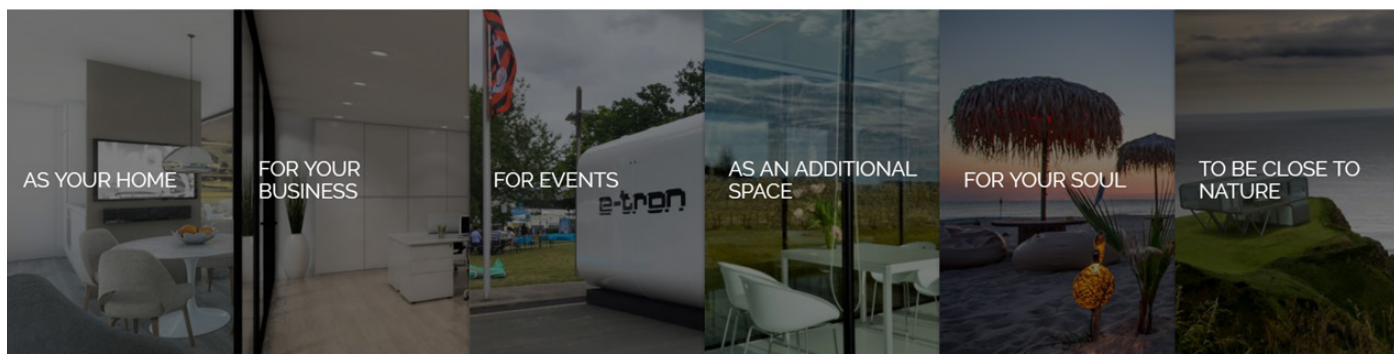 AS YOUR HOME
FOR YOUR
BUSINESS
FOR EVENTS
e-tron
AS AN ADDITIONAL
SPACE
FOR YOUR SOUL
TO BE CLOSE TO
NATURE